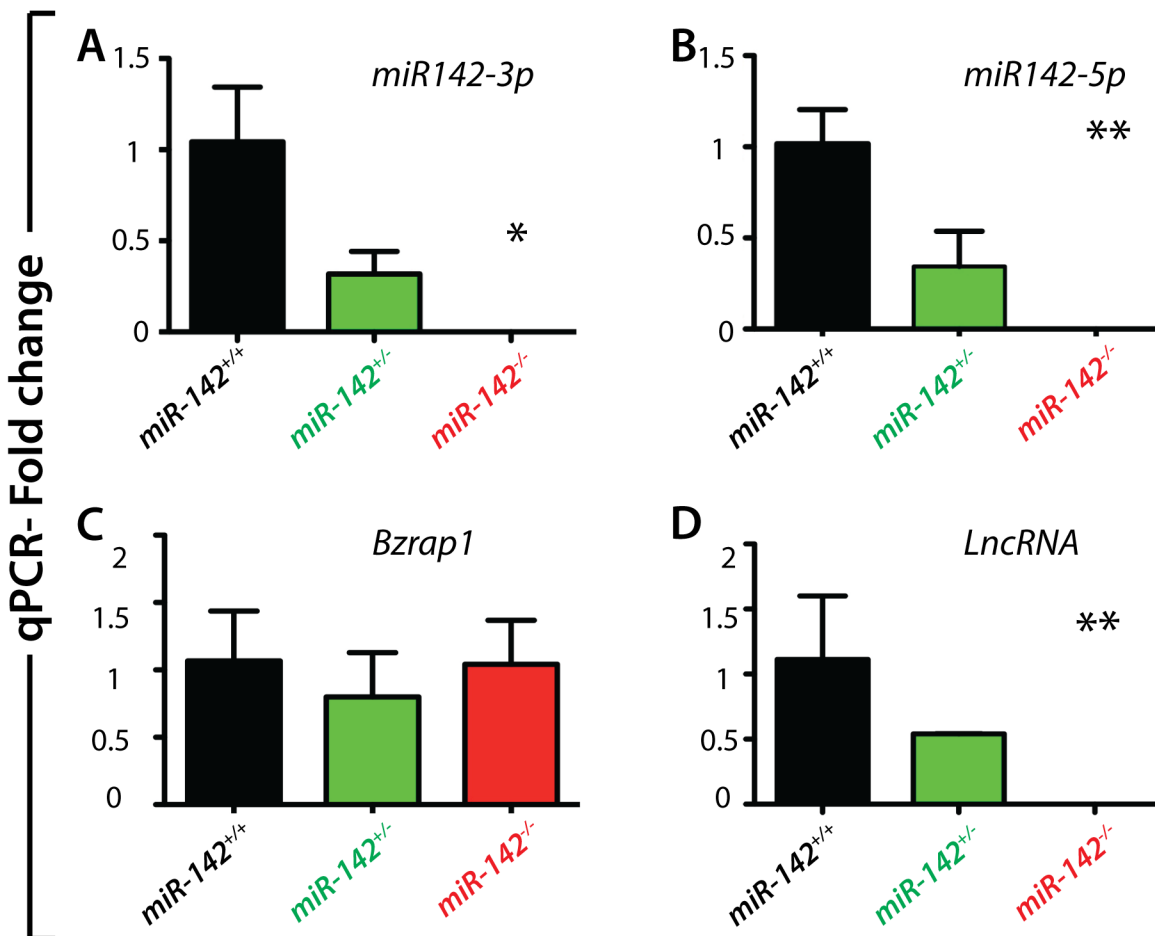 qPCR- Fold change
A
miR142-3p
1.5
1
0.5
0
*
miR-142+/+
miR-142+/-
miR-142-/-
B
miR142-5p
1.5
1
0.5
0
**
miR-142+/+
miR-142+/-
miR-142-/-
C
Bzrap1
2
1.5
1
0.5
0
miR-142+/+
miR-142+/-
miR-142-/-
D
LncRNA
2
1.5
1
0.5
0
**
miR-142+/+
miR-142+/-
miR-142-/-